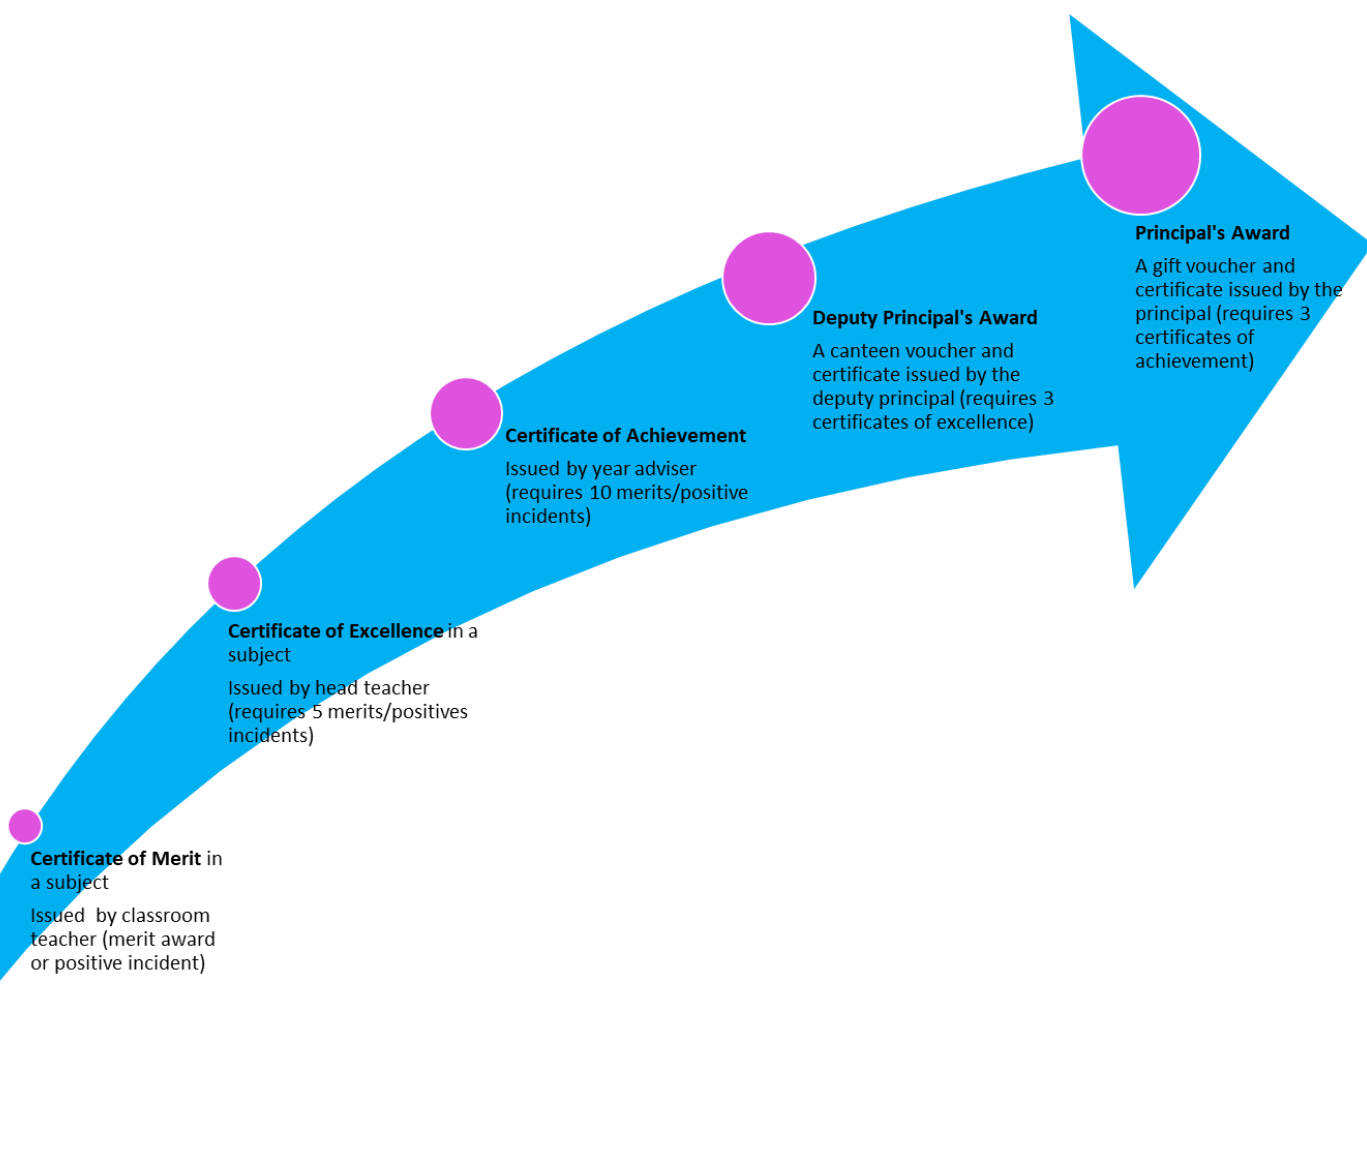 Principal's Award
A gift voucher and
certificate issued by the
principal (requires 3
certificates of
achievement)
Deputy Principal's Award
A canteen voucher and
certificate issued by the
deputy principal (requires 3
certificates of excellence)
Certificate of Achievement
Issued by year adviser
(requires 10 merits/positive
incidents)
Certificate of Excellence in a
subject
Issued by head teacher
(requires 5 merits/positives
incidents)
Certificate of Merit in
a subject
Issued  by classroom
teacher (merit award
or positive incident)